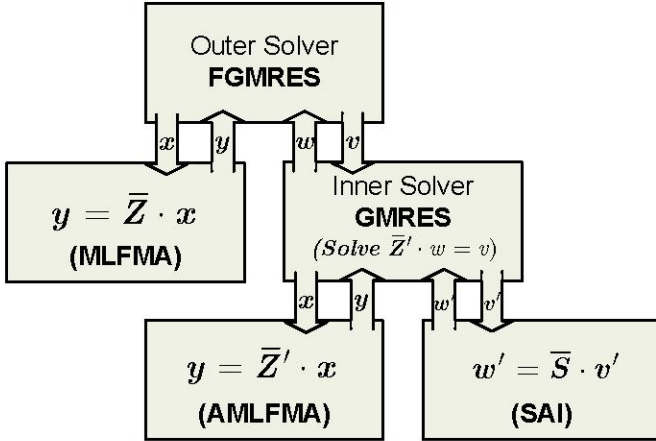 Outer Solver
FGMRES
x y w v
y = Z̅ · x
(MLFMA)
Inner Solver
GMRES
(Solve Z̅′ · w = v)
x y w′ v′
y = Z̅′ · x
(AMLFMA)
w′ = S̅ · v′
(SAI)